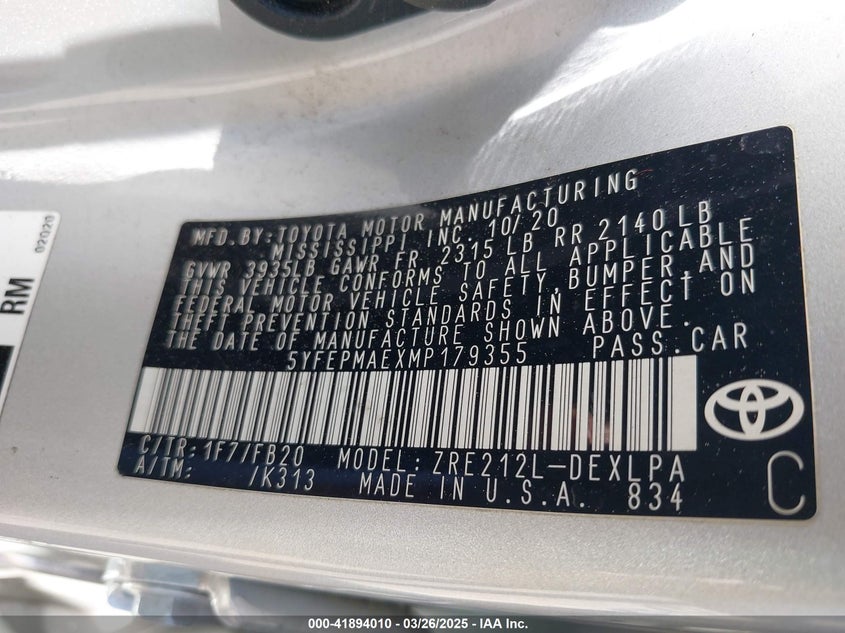 MFD.BY:TOYOTA MOTOR MANUFACTURING
MISSISSIPPI INC. 10/20
GVWR 3935LB GAWR FR 2315 LB RR 2140LB
THIS VEHICLE CONFORMS TO ALL APPLICABLE
FEDERAL MOTOR VEHICLE SAFETY,BUMPER,AND
THEFT PREVENTION STANDARDS IN EFFECT ON
THE DATE OF MANUFACTURE SHOWN ABOVE.
5YFEPMAEXMP179355 PASS.CAR
C/TR:1F7/FB20 MODEL:ZRE212L-DEXLPA
A/TM: /K313 MADE IN U.S.A. 834
C
02020
RM
000-41894010 - 03/26/2025 - IAA Inc.